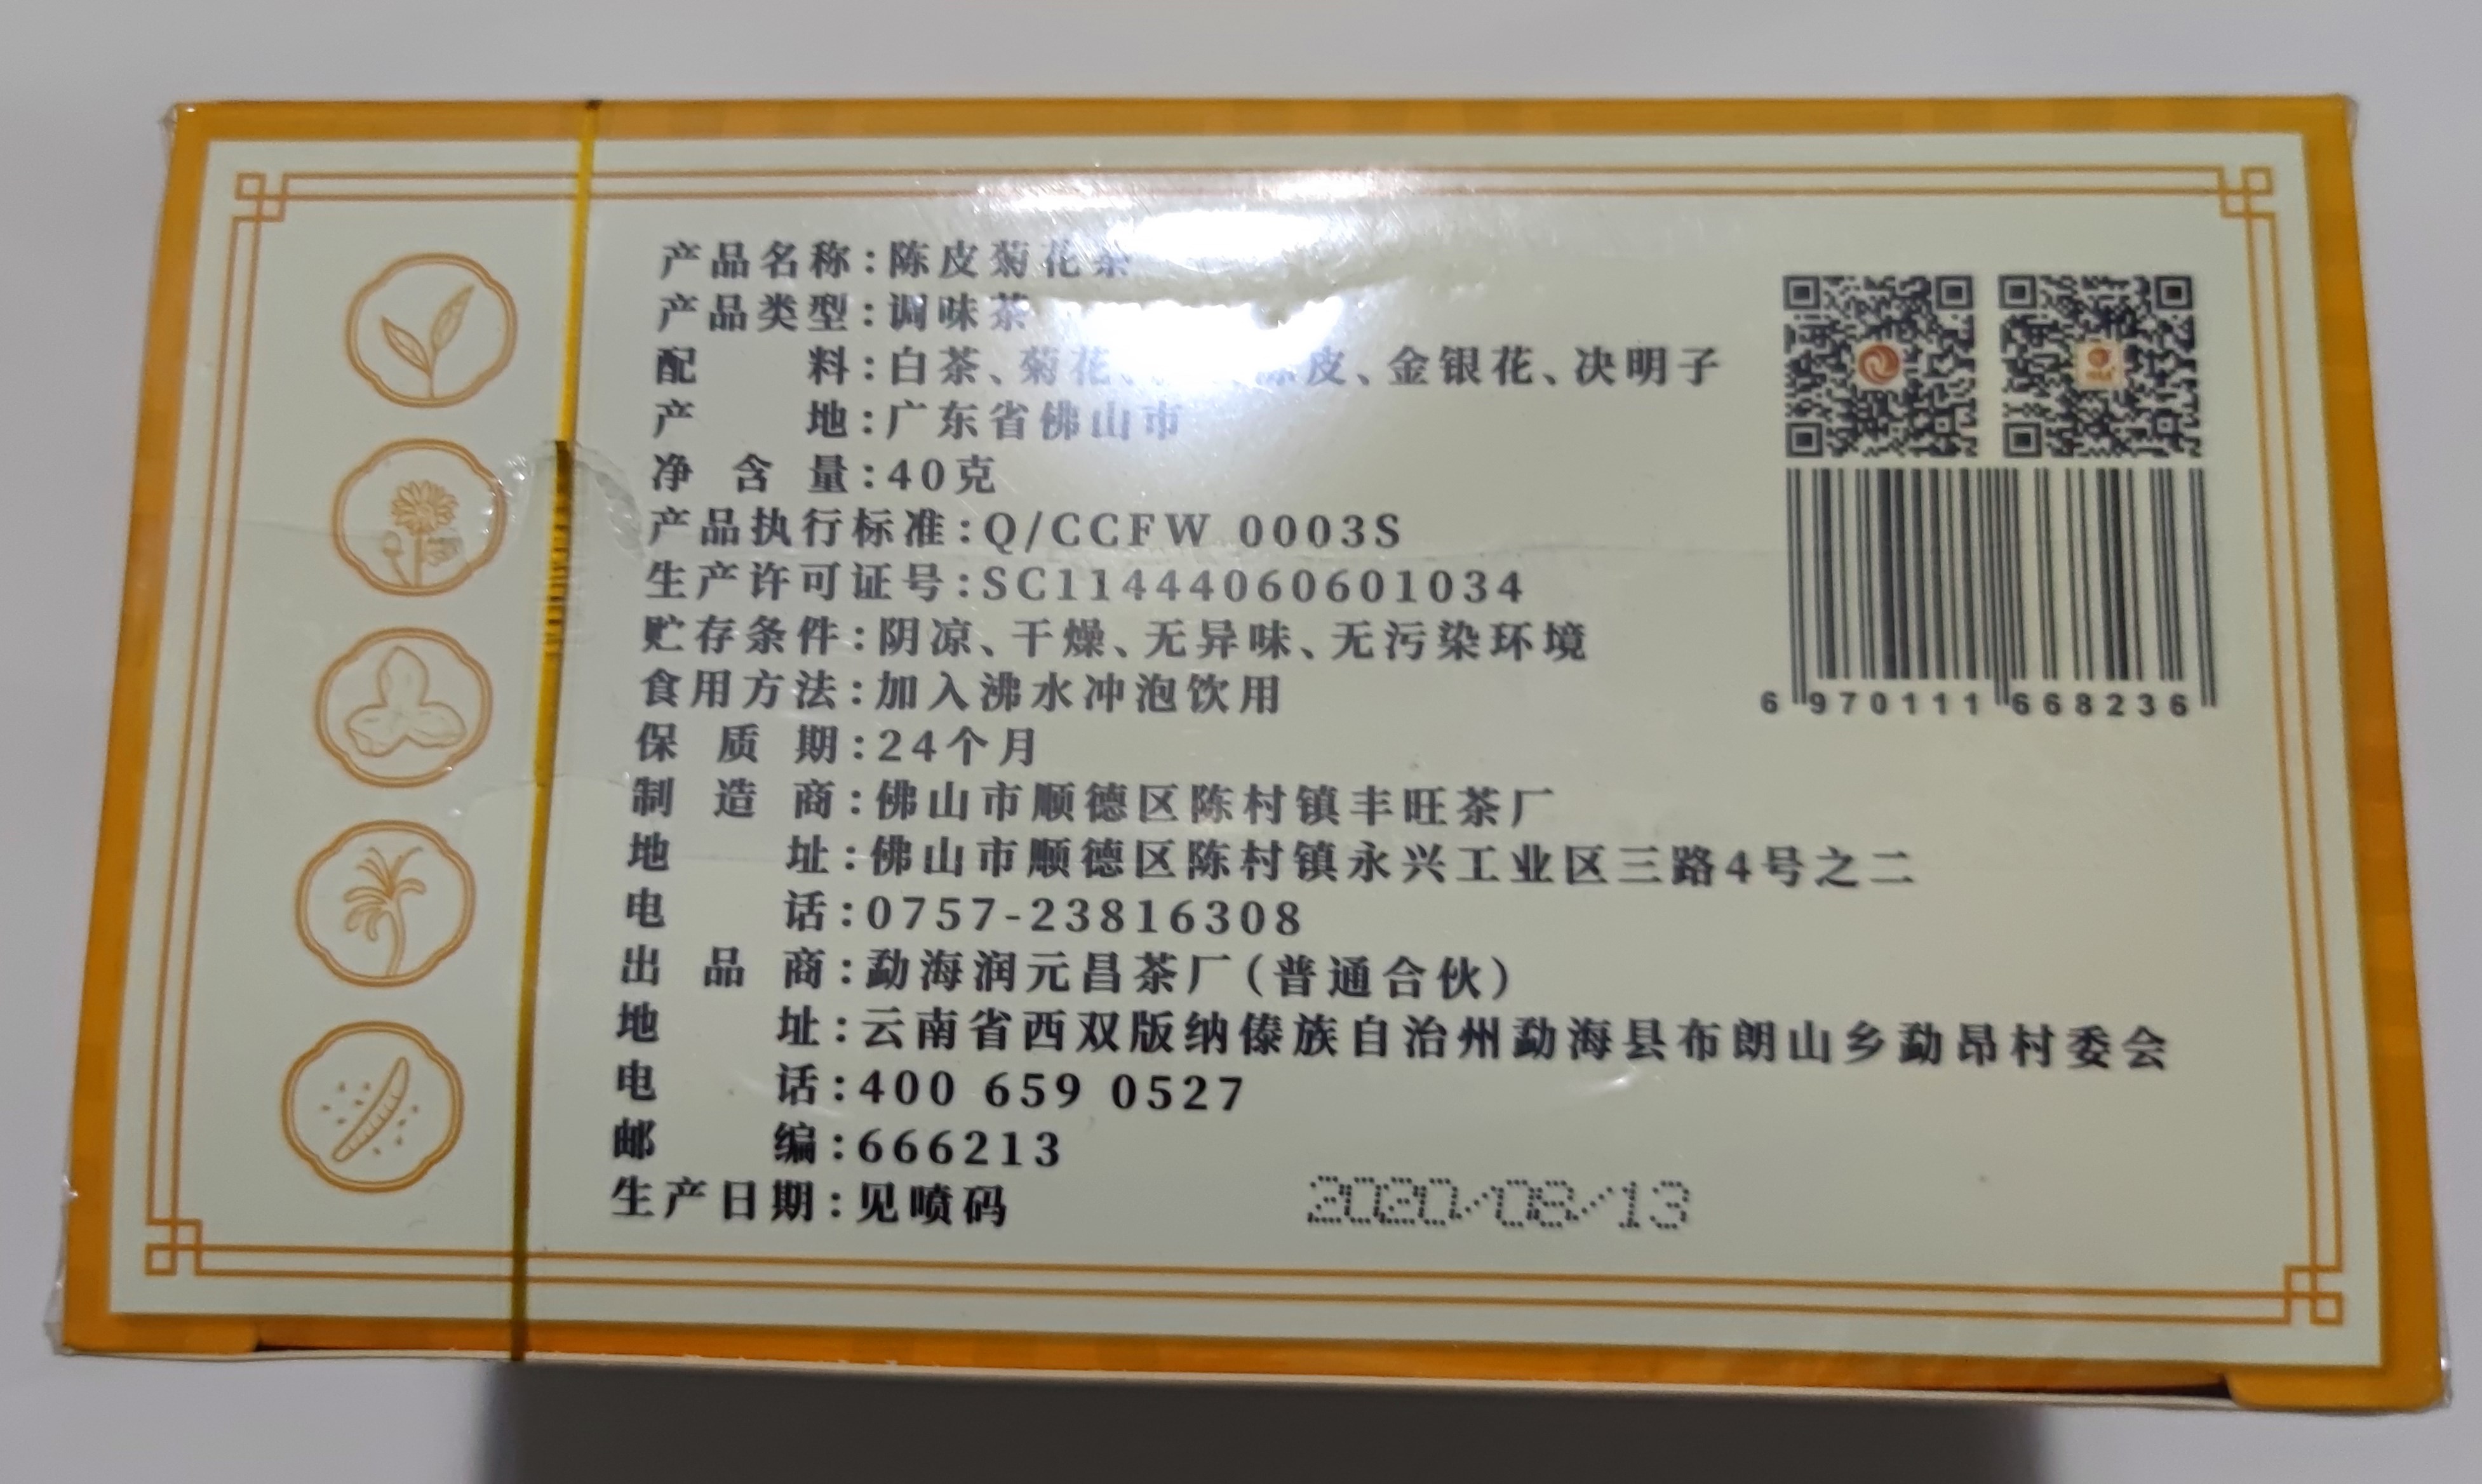 产品名称:陈皮菊花茶
产品类型:调味茶
配料:白茶、菊花、陈皮、金银花、决明子
产地:广东省佛山市
净含量:40克
产品执行标准:Q/CCFW 0003S
生产许可证号:SC11444060601034
贮存条件:阴凉、干燥、无异味、无污染环境
食用方法:加入沸水冲泡饮用
保质期:24个月
制造商:佛山市顺德区陈村镇丰旺茶厂
地址:佛山市顺德区陈村镇永兴工业区三路4号之二
电话:0757-23816308
出品商:勐海润元昌茶厂(普通合伙)
地址:云南省西双版纳傣族自治州勐海县布朗山乡勐昂村委会
电话:400 659 0527
邮编:666213
生产日期:见喷码
2020/08/13
6 970111 668236